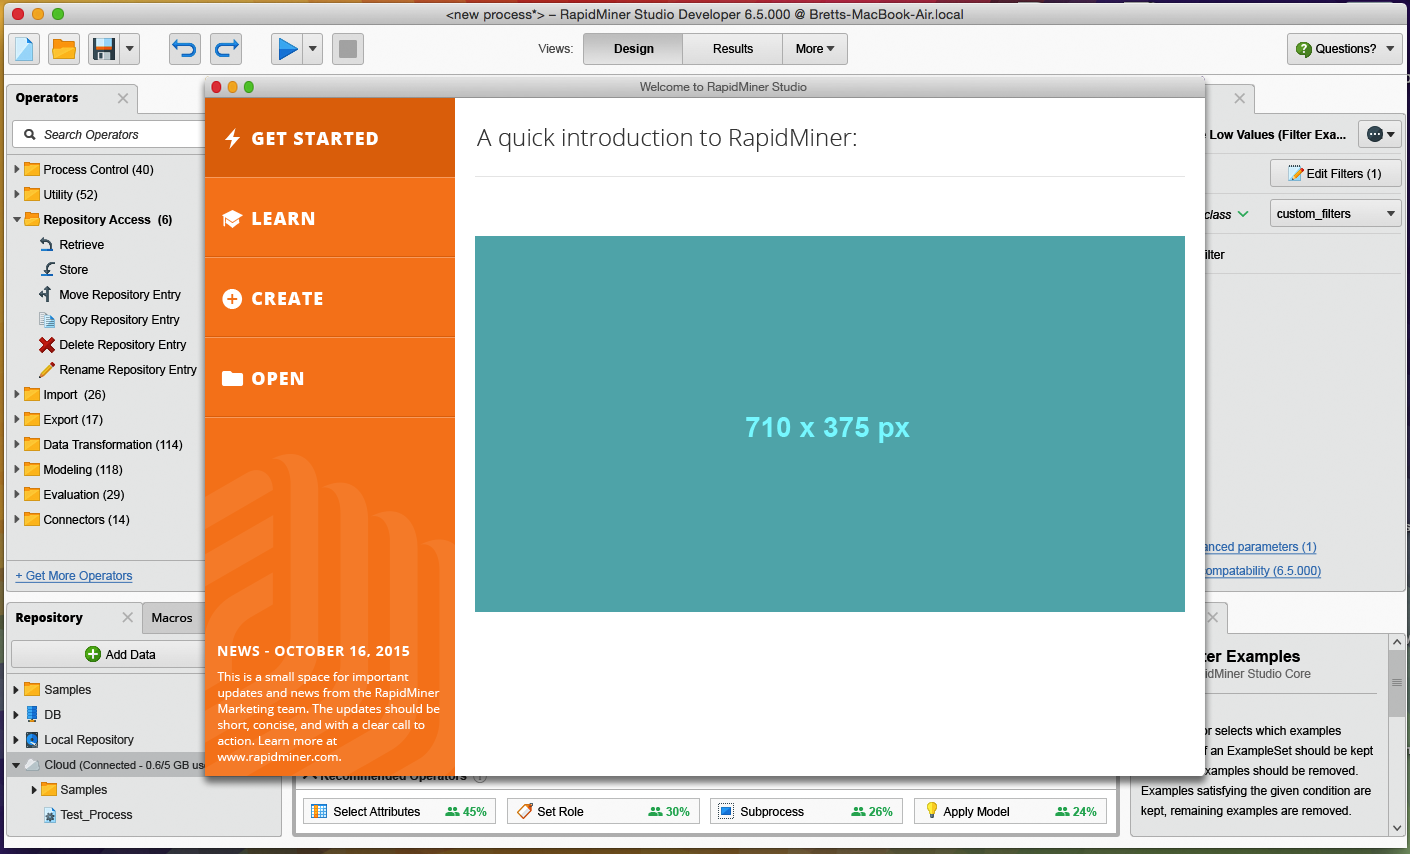 <new process*> – RapidMiner Studio Developer 6.5.000 @ Bretts-MacBook-Air.local
Views:
Design
Results
More
Questions?
Operators
Search Operators
Process Control (40)
Utility (52)
Repository Access (6)
Retrieve
Store
Move Repository Entry
Copy Repository Entry
Delete Repository Entry
Rename Repository Entry
Import (26)
Export (17)
Data Transformation (114)
Modeling (118)
Evaluation (29)
Connectors (14)
+ Get More Operators
Repository
Macros
Add Data
Samples
DB
Local Repository
Cloud (Connected - 0.6/5 GB us
Samples
Test_Process
Welcome to RapidMiner Studio
GET STARTED
LEARN
CREATE
OPEN
NEWS - OCTOBER 16, 2015
This is a small space for important
updates and news from the RapidMiner
Marketing team. The updates should be
short, concise, and with a clear call to
action. Learn more at
www.rapidminer.com.
A quick introduction to RapidMiner:
710 x 375 px
Recommended Operators
Select Attributes 45%
Set Role 30%
Subprocess 26%
Apply Model 24%
Low Values (Filter Exa...
Edit Filters (1)
class
custom_filters
ilter
anced parameters (1)
ompatability (6.5.000)
ter Examples
idMiner Studio Core
or selects which examples
f an ExampleSet should be kept
xamples should be removed.
Examples satisfying the given condition are
kept, remaining examples are removed.